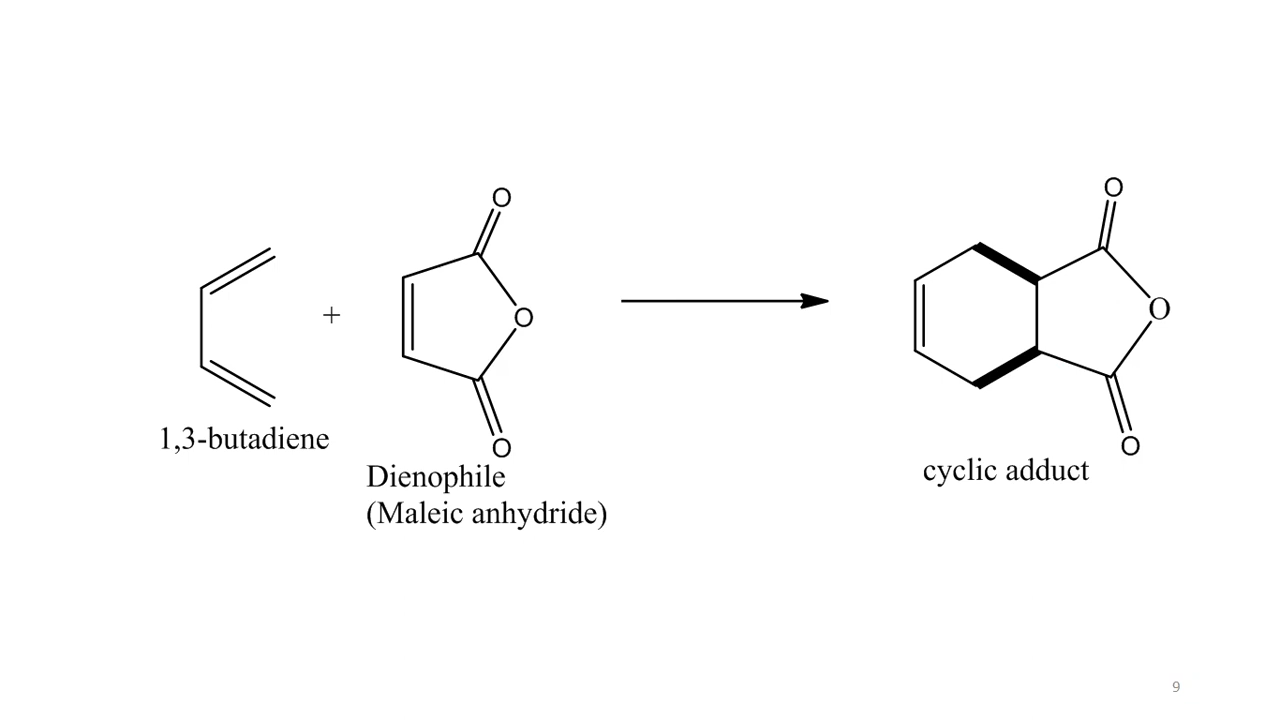 O
O
O
+
1,3-butadiene
O
Dienophile
(Maleic anhydride)
O
O
O
cyclic adduct
9